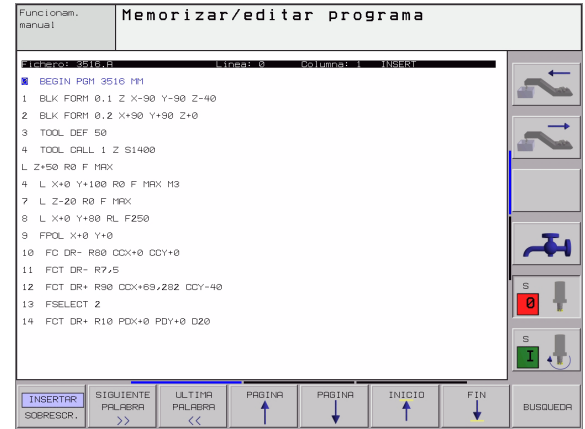 Funcionam.
manual
Memorizar/editar programa
Fichero: 3516.A Línea: 0 Columna: 1 INSERT
0 BEGIN PGM 3516 MM
1 BLK FORM 0.1 Z X-90 Y-90 Z-40
2 BLK FORM 0.2 X+90 Y+90 Z+0
3 TOOL DEF 50
4 TOOL CALL 1 Z S1400
L Z+50 R0 F MAX
4 L X+0 Y+100 R0 F MAX M3
7 L Z-20 R0 F MAX
8 L X+0 Y+80 RL F250
9 FPOL X+0 Y+0
10 FC DR- R80 CCX+0 CCY+0
11 FCT DR- R7,5
12 FCT DR+ R90 CCX+69,282 CCY-40
13 FSELECT 2
14 FCT DR+ R10 PDX+0 PDY+0 D20
S
0
S
I
INSERTAR
SOBRESCR.
SIGUIENTE
PALABRA
>>
ULTIMA
PALABRA
<<
PAGINA
PAGINA
INICIO
FIN
BUSQUEDA